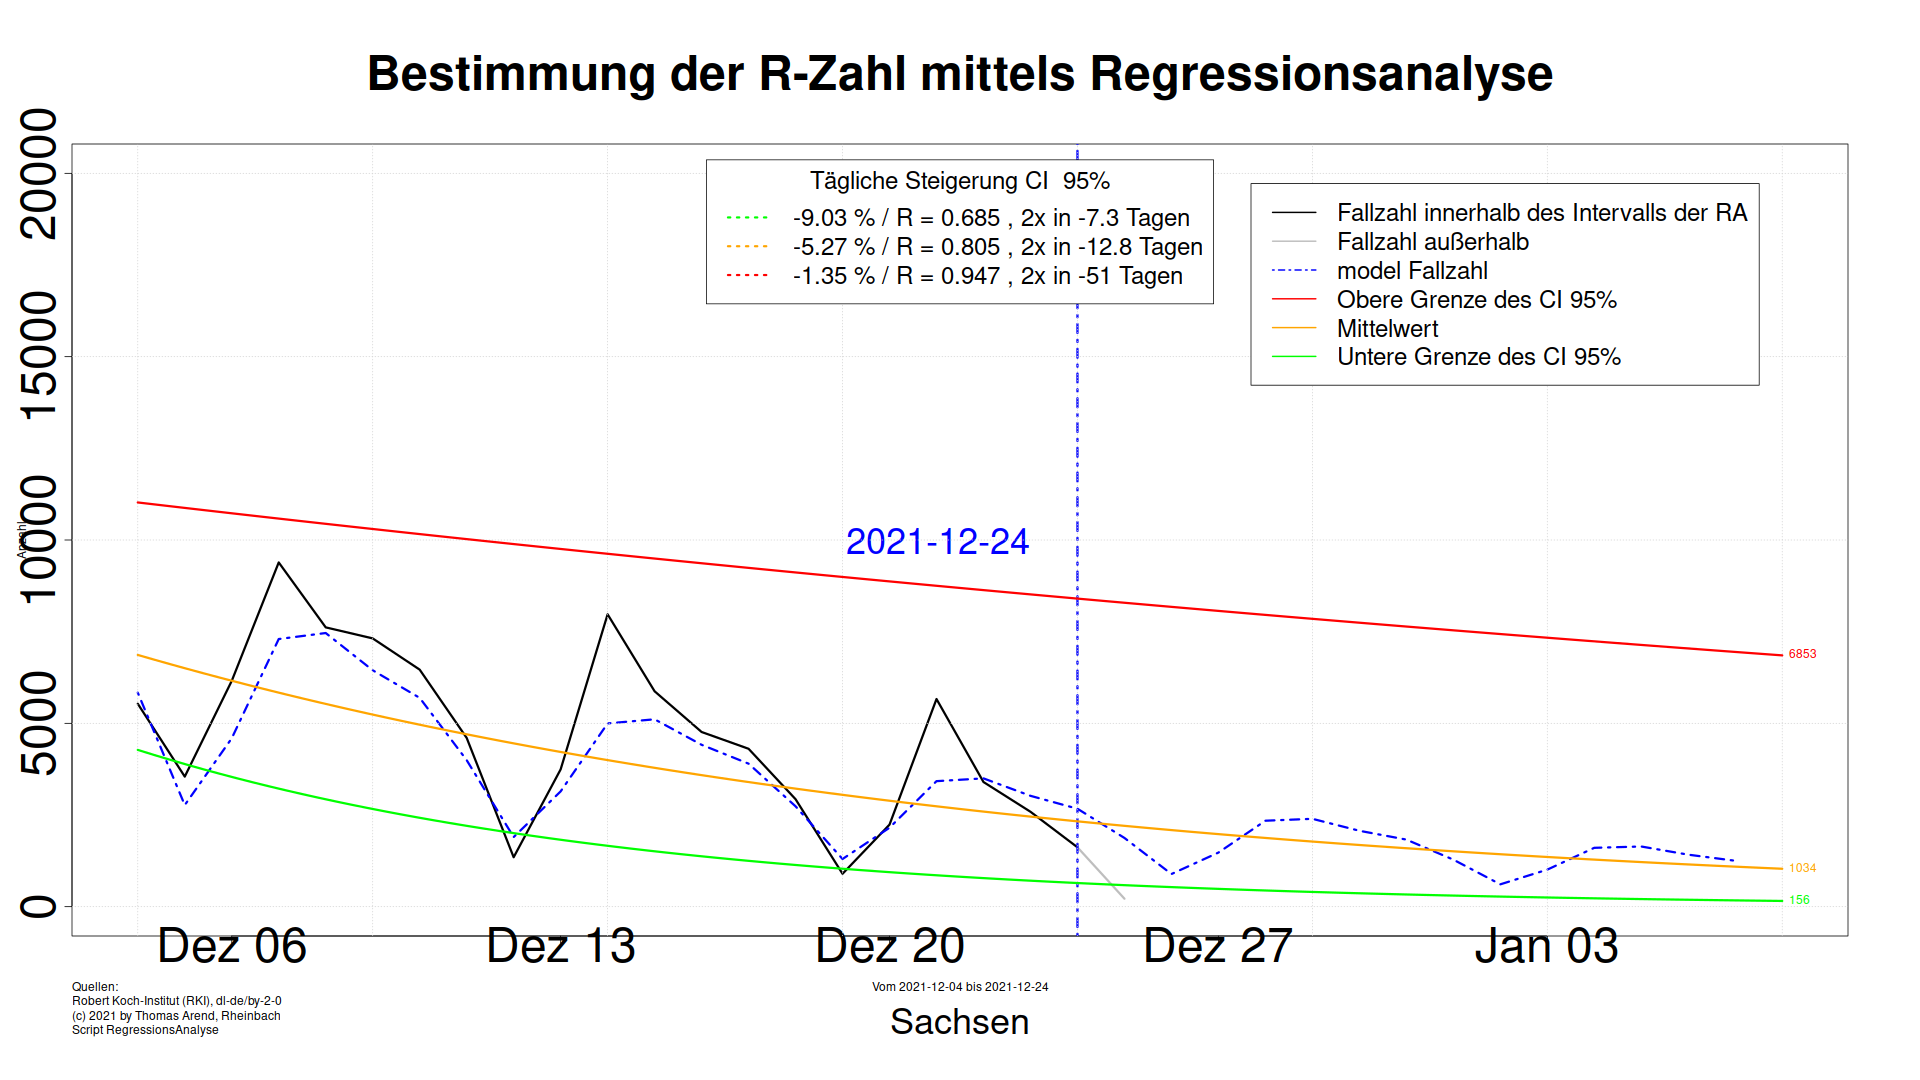 Bestimmung der R-Zahl mittels Regressionsanalyse
Tägliche Steigerung CI  95%
-9.03 % / R = 0.685 , 2x in -7.3 Tagen
-5.27 % / R = 0.805 , 2x in -12.8 Tagen
-1.35 % / R = 0.947 , 2x in -51 Tagen
Fallzahl innerhalb des Intervalls der RA
Fallzahl außerhalb
model Fallzahl
Obere Grenze des CI 95%
Mittelwert
Untere Grenze des CI 95%
20000
15000
10000
5000
0
Anzahl
2021-12-24
6853
1034
156
Dez 06
Dez 13
Dez 20
Dez 27
Jan 03
Quellen:
Robert Koch-Institut (RKI), dl-de/by-2-0
(c) 2021 by Thomas Arend, Rheinbach
Script RegressionsAnalyse
Vom 2021-12-04 bis 2021-12-24
Sachsen